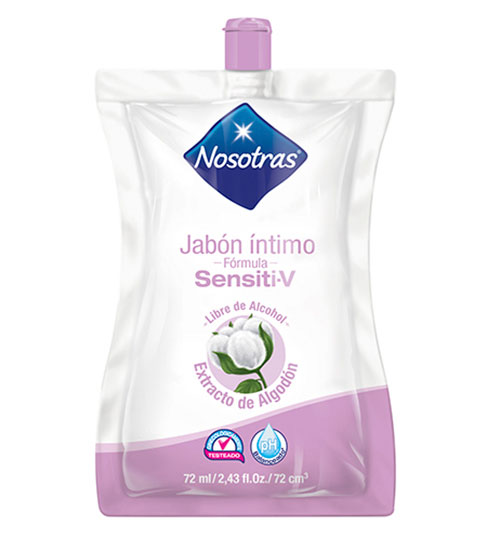 Nosotras®
Jabón íntimo
Fórmula
Sensiti·V
Libre de Alcohol
Extracto de Algodón
TESTEADO
pH
Balanceador
72 ml/2,43 fl.Oz./72 cm³